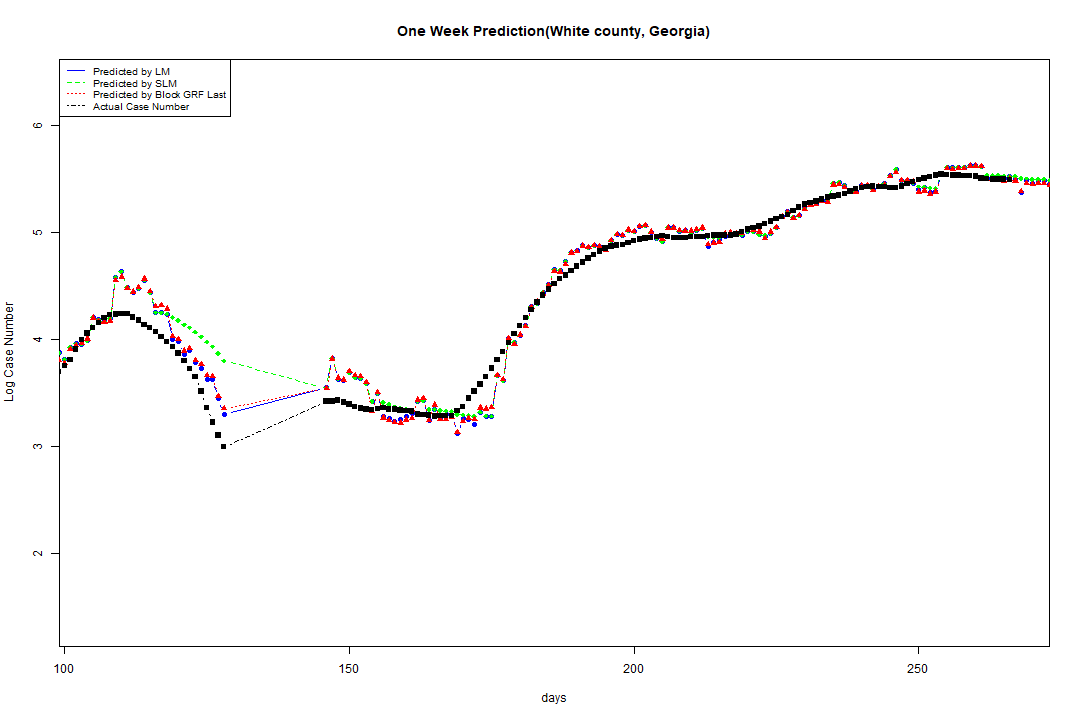 One Week Prediction(White county, Georgia)
Predicted by LM
Predicted by SLM
Predicted by Block GRF Last
Actual Case Number
Log Case Number
6
5
4
3
2
100 150 200 250
days